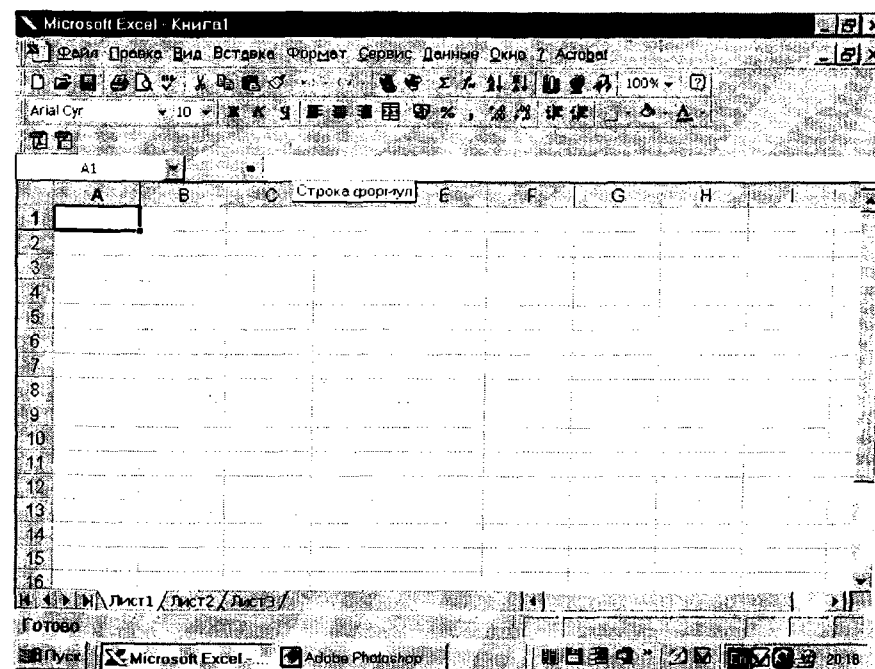 Microsoft Excel - Книга1
Файл Правка Вид Вставка Формат Сервис Данные Окно ? Acrobat
100%
Arial Cyr 10 Ж К Ч
A1 =
Строка формул
A B C E F G H I
1
2
3
4
5
6
7
8
9
10
11
12
13
14
15
16
Лист1 Лист2 Лист3
Готово
Пуск Microsoft Excel -... Adobe Photoshop 20:18